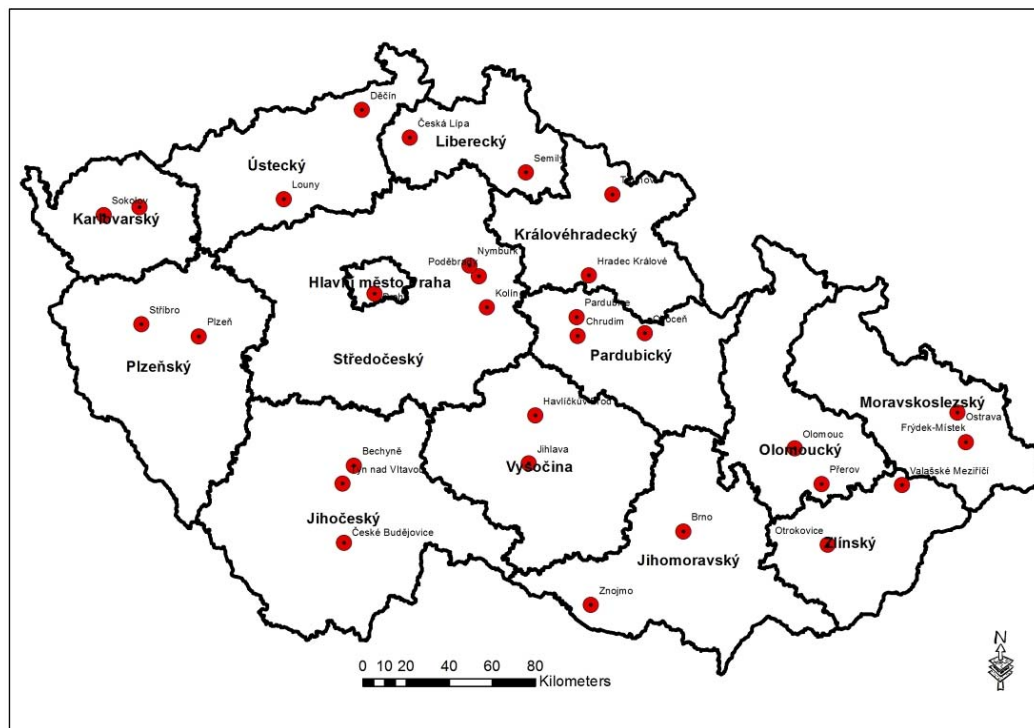 Děčín
Česká Lípa
Liberecký
Ústecký
Semily
Louny
Sokolov
Karlovarský
Královéhradecký
Nymburk
Poděbrady
Hradec Králové
Hlavní město Praha
Praha
Kolín
Stříbro
Plzeň
Pardubice
Chrudim
Plzeňský
Středočeský
Pardubický
Havlíčkův Brod
Moravskoslezský
Ostrava
Frýdek-Místek
Bechyně
Týn nad Vltavou
Jihlava
Vysočina
Olomouc
Olomoucký
Přerov
Valašské Meziříčí
Jihočeský
České Budějovice
Brno
Otrokovice
Zlínský
Jihomoravský
Znojmo
N
0 10 20 40 60 80
Kilometers